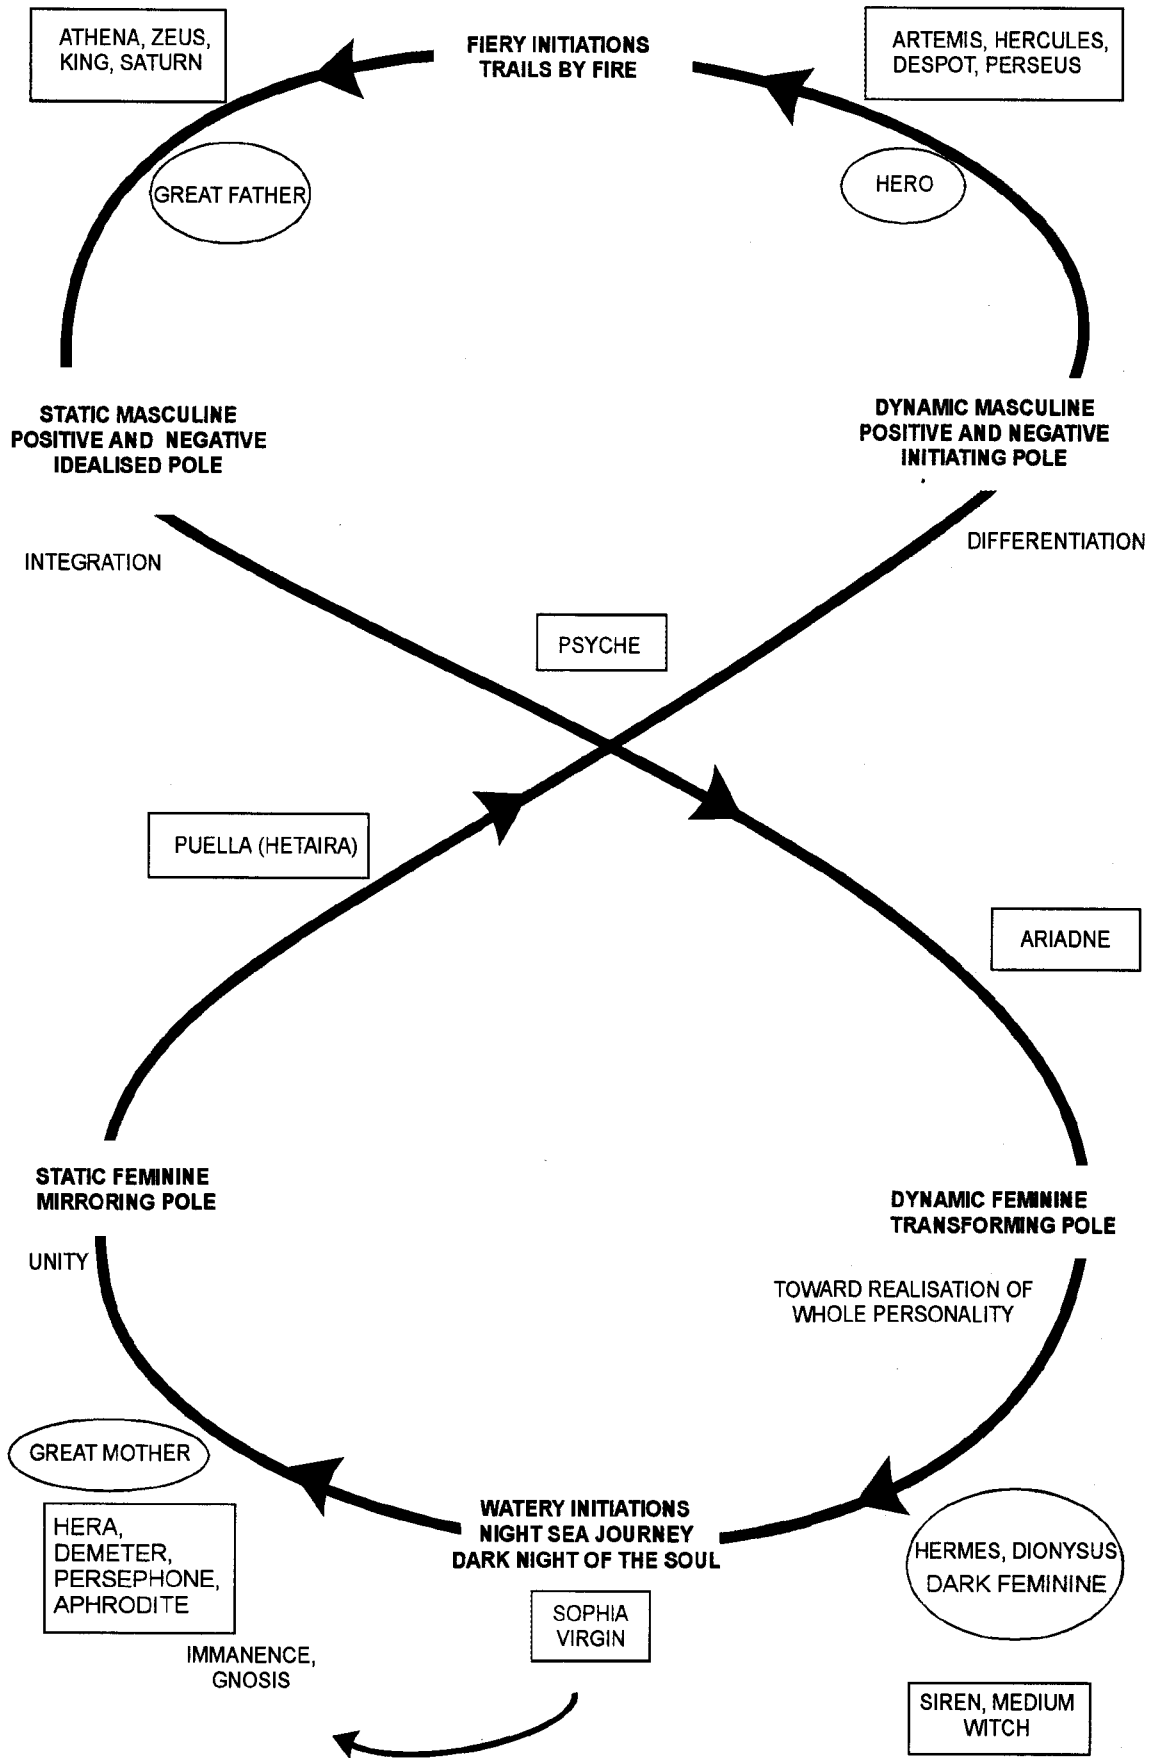 ATHENA, ZEUS,
KING, SATURN
FIERY INITIATIONS
TRAILS BY FIRE
ARTEMIS, HERCULES,
DESPOT, PERSEUS
GREAT FATHER
HERO
STATIC MASCULINE
POSITIVE AND NEGATIVE
IDEALISED POLE
DYNAMIC MASCULINE
POSITIVE AND NEGATIVE
INITIATING POLE
INTEGRATION
DIFFERENTIATION
PSYCHE
PUELLA (HETAIRA)
ARIADNE
STATIC FEMININE
MIRRORING POLE
DYNAMIC FEMININE
TRANSFORMING POLE
UNITY
TOWARD REALISATION OF
WHOLE PERSONALITY
GREAT MOTHER
HERA,
DEMETER,
PERSEPHONE,
APHRODITE
WATERY INITIATIONS
NIGHT SEA JOURNEY
DARK NIGHT OF THE SOUL
HERMES, DIONYSUS
DARK FEMININE
SOPHIA
VIRGIN
IMMANENCE,
GNOSIS
SIREN, MEDIUM
WITCH